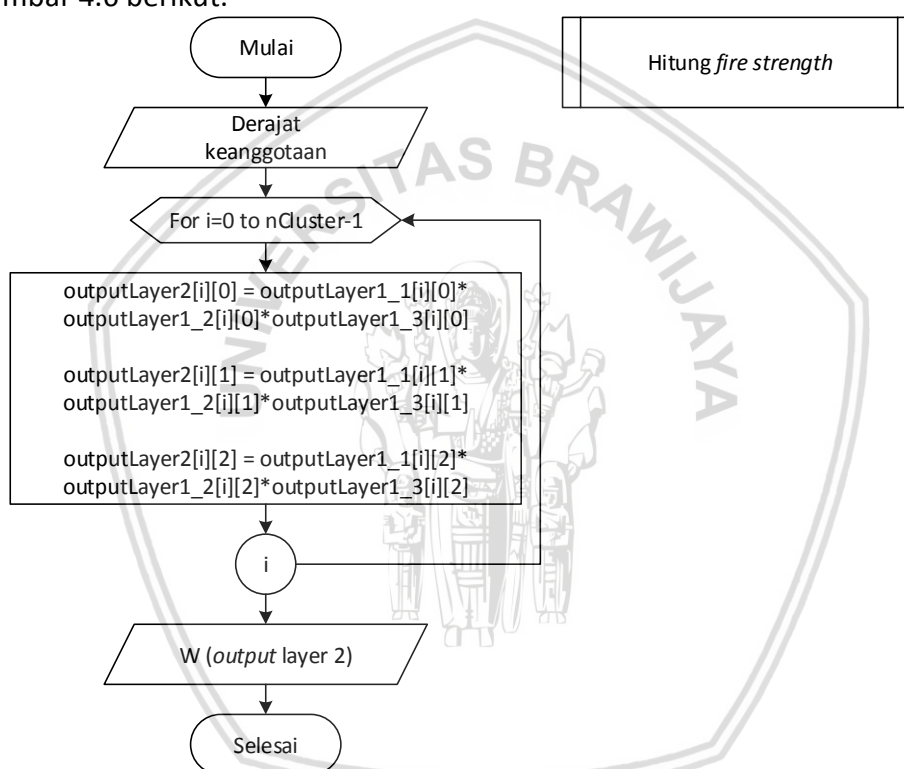 mbar 4.6 berikut.
Mulai
Hitung fire strength
Derajat
keanggotaan
For i=0 to nCluster-1
outputLayer2[i][0] = outputLayer1_1[i][0]*
outputLayer1_2[i][0]*outputLayer1_3[i][0]
outputLayer2[i][1] = outputLayer1_1[i][1]*
outputLayer1_2[i][1]*outputLayer1_3[i][1]
outputLayer2[i][2] = outputLayer1_1[i][2]*
outputLayer1_2[i][2]*outputLayer1_3[i][2]
i
W (output layer 2)
Selesai
UNIVERSITAS BRAWIJAYA